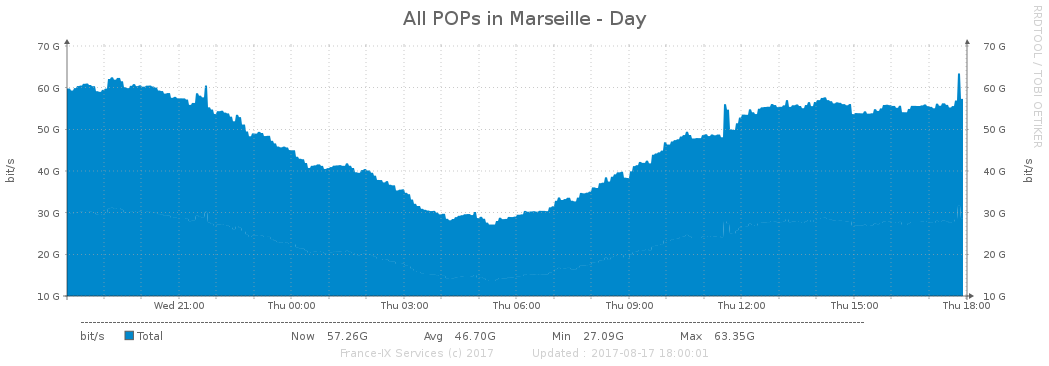 All POPs in Marseille - Day
RRDTOOL / TOBI OETIKER
70 G 70 G
60 G 60 G
50 G 50 G
40 G 40 G
30 G 30 G
20 G 20 G
10 G 10 G
bit/s bit/s
Wed 21:00 Thu 00:00 Thu 03:00 Thu 06:00 Thu 09:00 Thu 12:00 Thu 15:00 Thu 18:00
bit/s Total Now 57.26G Avg 46.70G Min 27.09G Max 63.35G
France-IX Services (c) 2017 Updated : 2017-08-17 18:00:01